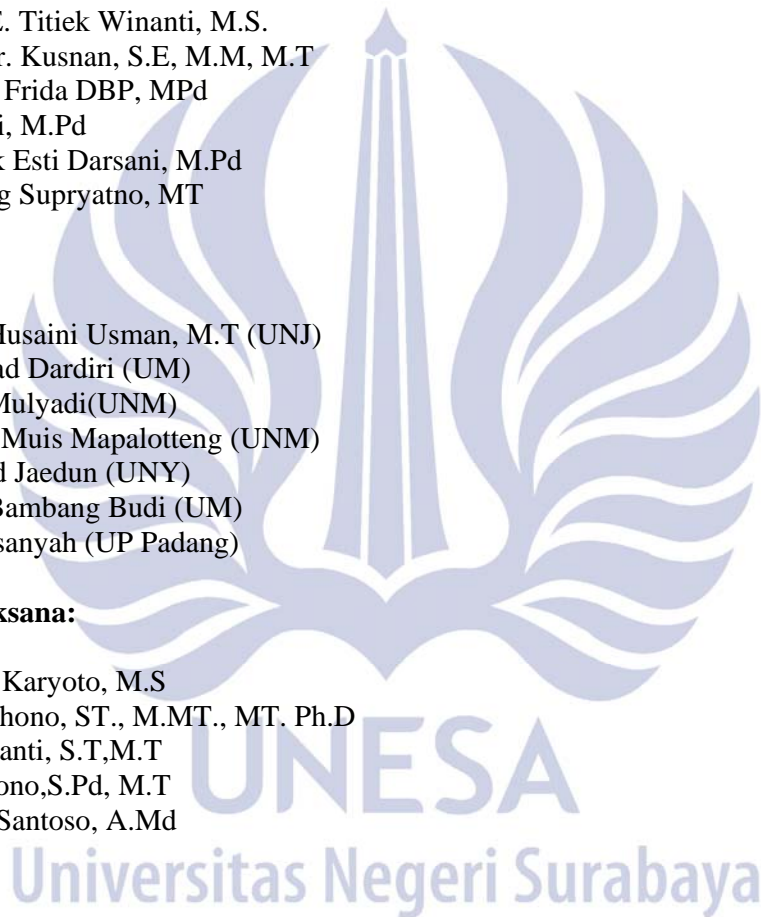 E. Titiek Winanti, M.S.
r. Kusnan, S.E, M.M, M.T
Frida DBP, MPd
i, M.Pd
k Esti Darsani, M.Pd
g Supryatno, MT
Husaini Usman, M.T (UNJ)
ad Dardiri (UM)
Mulyadi(UNM)
Muis Mapalotteng (UNM)
d Jaedun (UNY)
Bambang Budi (UM)
sanyah (UP Padang)
ksana:
Karyoto, M.S
hono, ST., M.MT., MT. Ph.D
anti, S.T,M.T
ono,S.Pd, M.T
Santoso, A.Md
UNESA
Universitas Negeri Surabaya